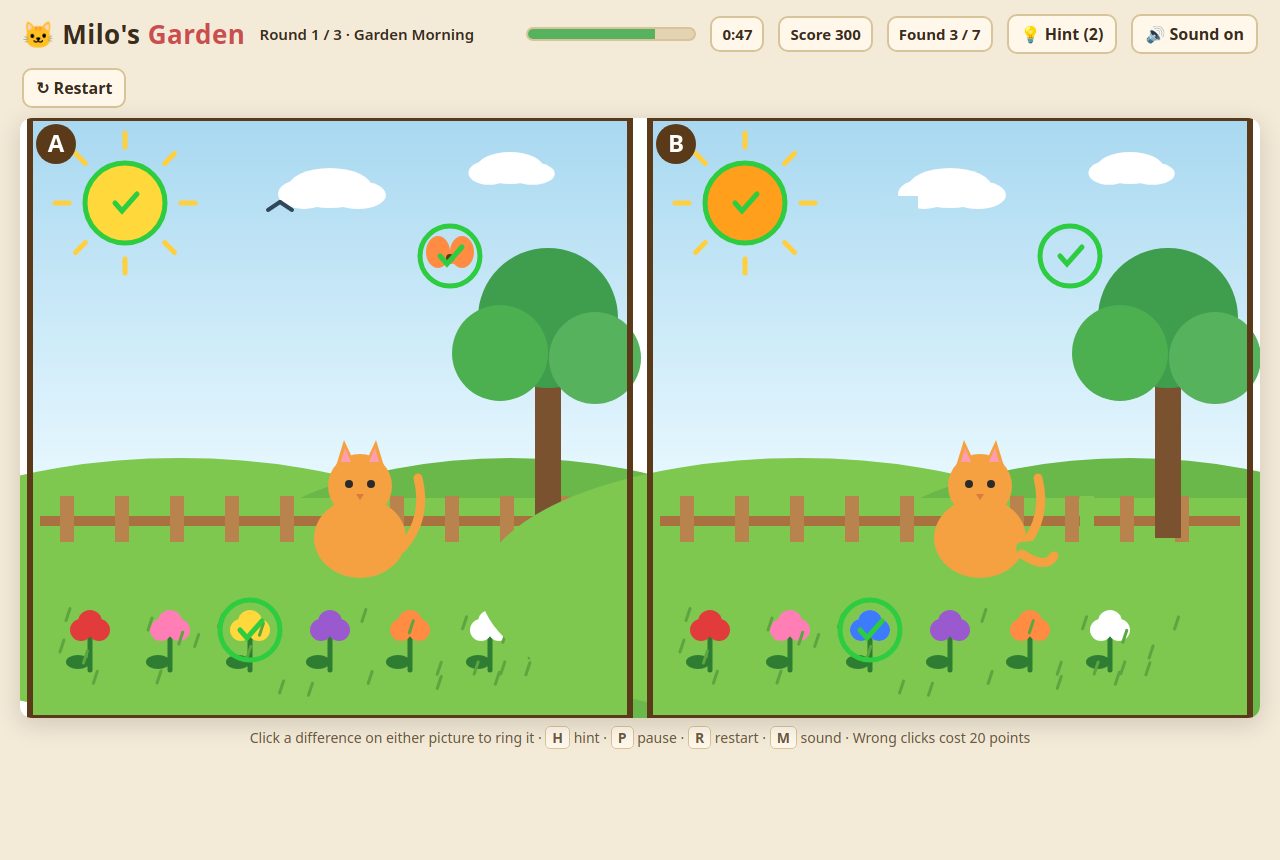 🐱 Milo's Garden
Round 1 / 3 · Garden Morning
0:47
Score 300
Found 3 / 7
💡 Hint (2)
🔊 Sound on
↻ Restart
A
B
Click a difference on either picture to ring it · H hint · P pause · R restart · M sound · Wrong clicks cost 20 points